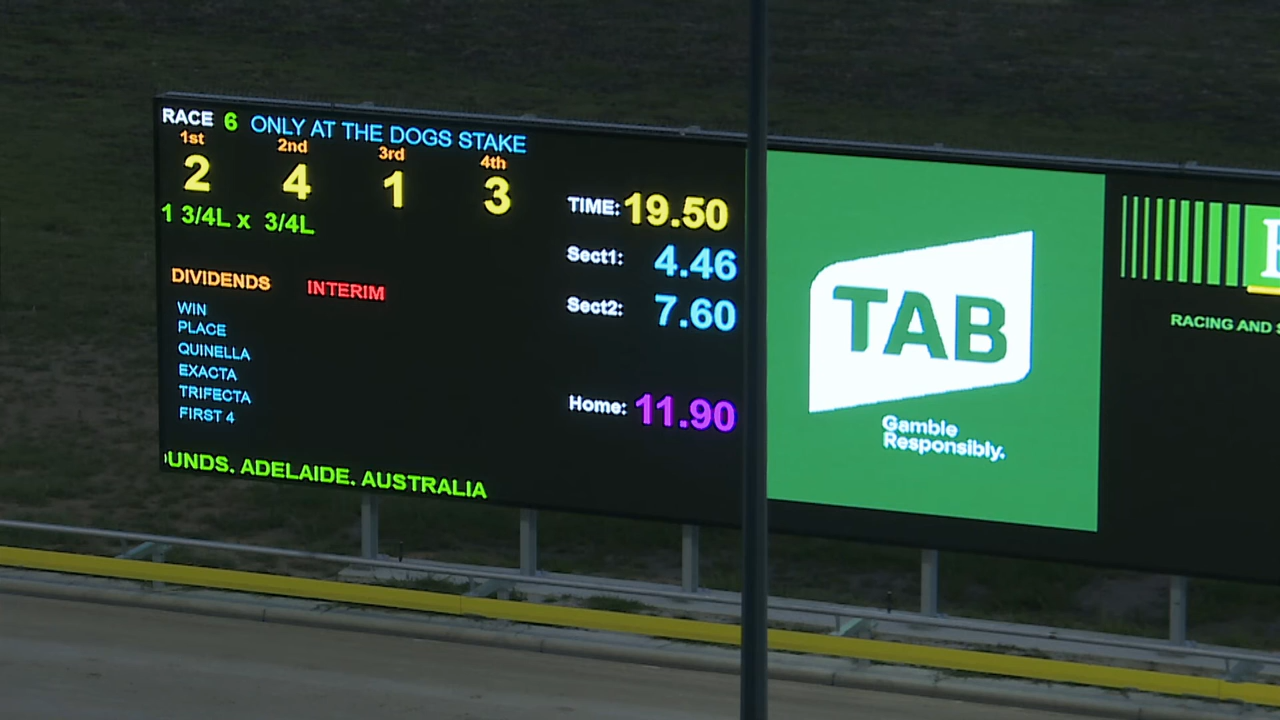 RACE 6 ONLY AT THE DOGS STAKE
1st 2nd 3rd 4th
2 4 1 3
1 3/4L x 3/4L
TIME: 19.50
Sect1: 4.46
Sect2: 7.60
Home: 11.90
DIVIDENDS INTERIM
WIN
PLACE
QUINELLA
EXACTA
TRIFECTA
FIRST 4
UNDS. ADELAIDE. AUSTRALIA
TAB
Gamble
Responsibly.
RACING AND